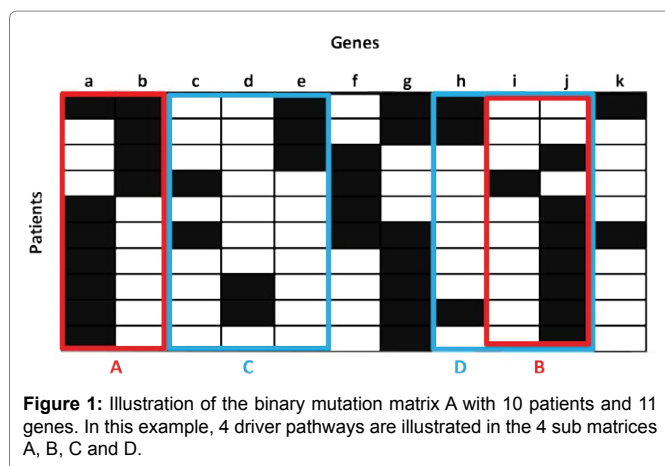 Genes
a b c d e f g h i j k
Patients
A C D B
Figure 1: Illustration of the binary mutation matrix A with 10 patients and 11
genes. In this example, 4 driver pathways are illustrated in the 4 sub matrices
A, B, C and D.